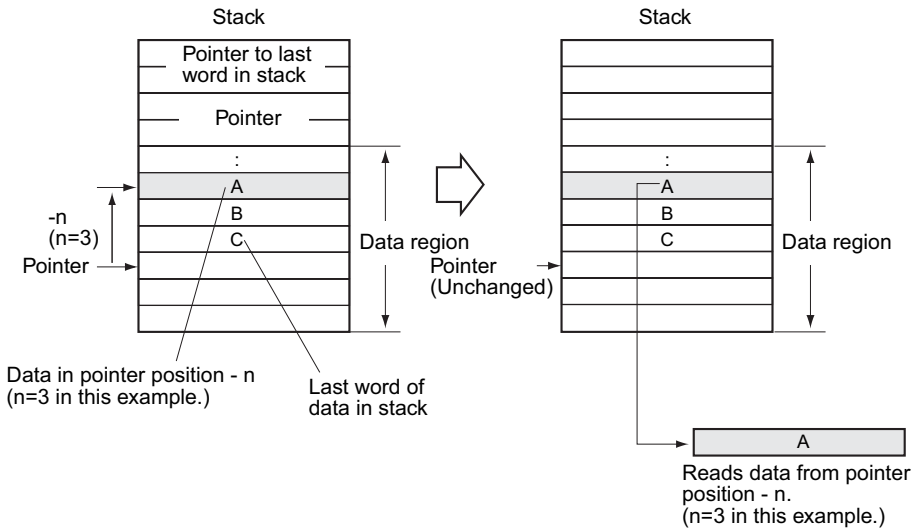 Stack
Pointer to last
word in stack
Pointer
:
A
B
C
-n
(n=3)
Pointer
Data region
Data in pointer position - n
(n=3 in this example.)
Last word of
data in stack
Stack
:
A
B
C
Pointer
(Unchanged)
Data region
A
Reads data from pointer
position - n.
(n=3 in this example.)